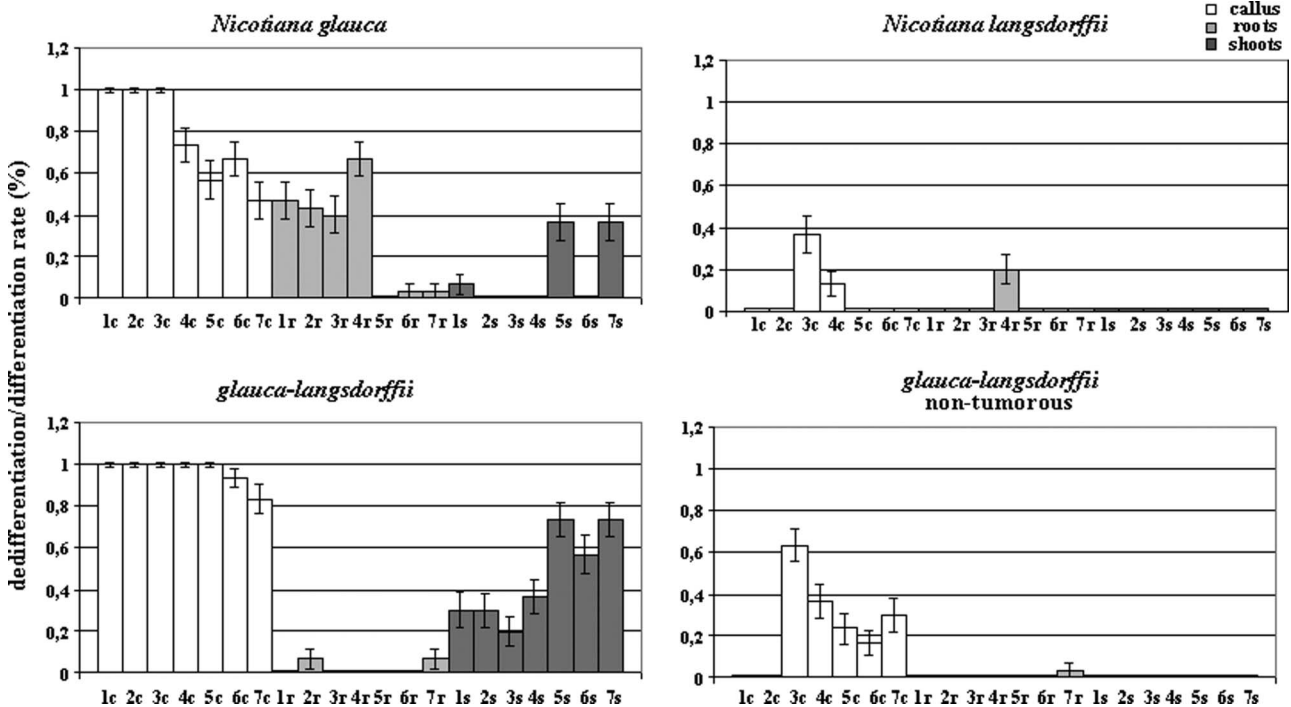 Nicotiana glauca
1,2
1
0,8
0,6
0,4
0,2
0
1c 2c 3c 4c 5c 6c 7c 1r 2r 3r 4r 5r 6r 7r 1s 2s 3s 4s 5s 6s 7s
Nicotiana langsdorffii
callus
roots
shoots
1,2
1
0,8
0,6
0,4
0,2
0
1c 2c 3c 4c 5c 6c 7c 1r 2r 3r 4r 5r 6r 7r 1s 2s 3s 4s 5s 6s 7s
dedifferentiation/differentiation rate (%)
glauca-langsdorffii
1,2
1
0,8
0,6
0,4
0,2
0
1c 2c 3c 4c 5c 6c 7c 1r 2r 3r 4r 5r 6r 7r 1s 2s 3s 4s 5s 6s 7s
glauca-langsdorffii
non-tumorous
1,2
1
0,8
0,6
0,4
0,2
0
1c 2c 3c 4c 5c 6c 7c 1r 2r 3r 4r 5r 6r 7r 1s 2s 3s 4s 5s 6s 7s